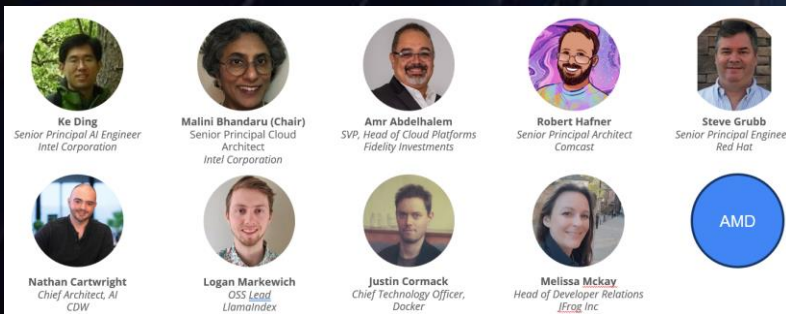 Ke Ding
Senior Principal AI Engineer
Intel Corporation
Malini Bhandaru (Chair)
Senior Principal Cloud
Architect
Intel Corporation
Amr Abdelhalem
SVP, Head of Cloud Platforms
Fidelity Investments
Robert Hafner
Senior Principal Architect
Comcast
Steve Grubb
Senior Principal Enginee
Red Hat
Nathan Cartwright
Chief Architect, AI
CDW
Logan Markewich
OSS Lead
LlamaIndex
Justin Cormack
Chief Technology Officer,
Docker
Melissa Mckay
Head of Developer Relations
JFrog Inc
AMD